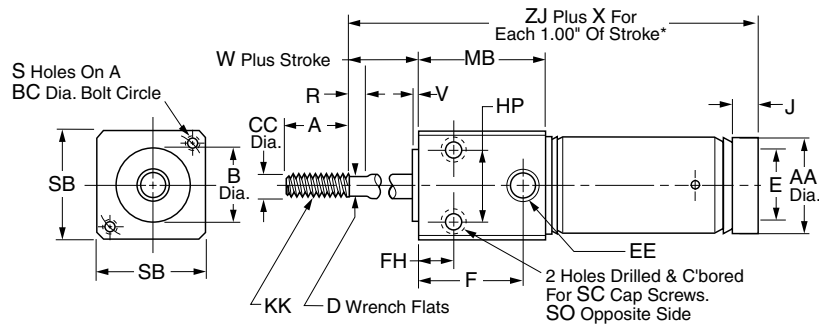 ZJ Plus X For
Each 1.00" Of Stroke*
W Plus Stroke
MB
S Holes On A
BC Dia. Bolt Circle
R
V
HP
J
CC
Dia.
A
SB
B
Dia.
E
AA
Dia.
SB
FH
F
EE
KK
D Wrench Flats
2 Holes Drilled & C'bored
For SC Cap Screws.
SO Opposite Side